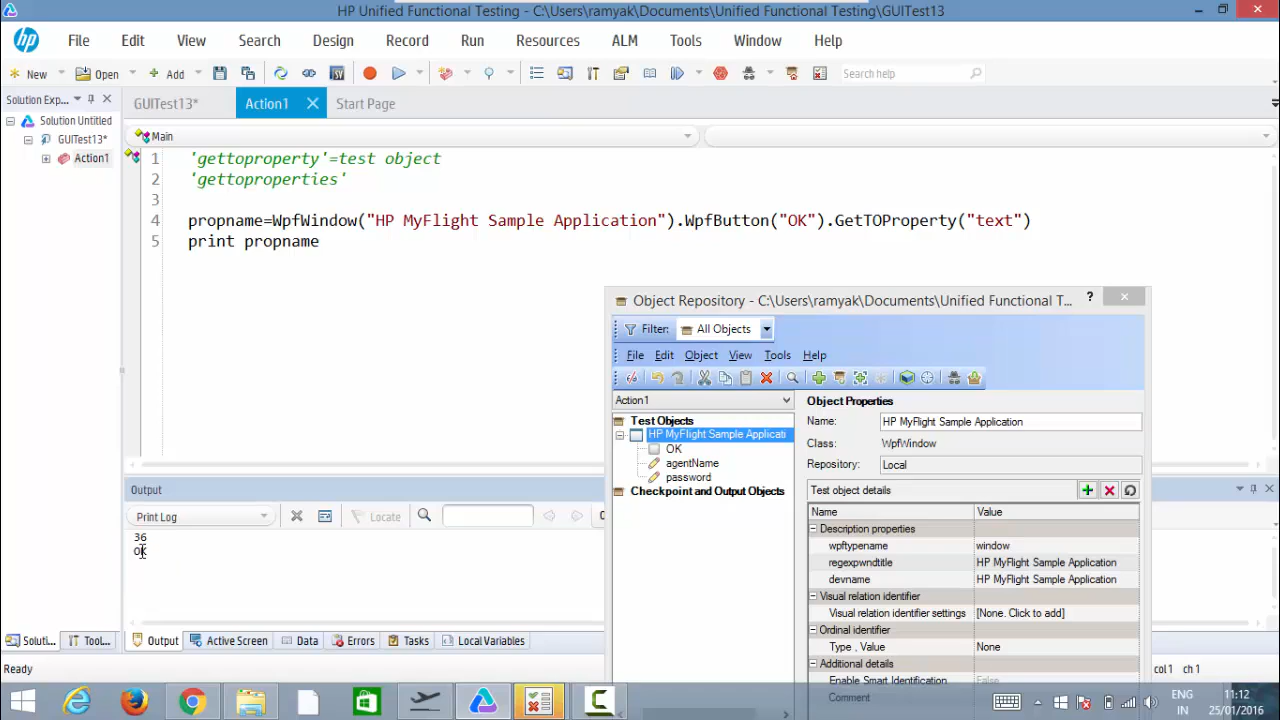 HP Unified Functional Testing - C:\Users\ramyak\Documents\Unified Functional Testing\GUITest13
hp File Edit View Search Design Record Run Resources ALM Tools Window Help
New Open Add Search help
Solution Exp... GUITest13* Action1 Start Page
Solution Untitled
GUITest13*
Action1
Main
1 'gettoproperty'=test object
2 'gettoproperties'
3
4 propname=WpfWindow("HP MyFlight Sample Application").WpfButton("OK").GetTOProperty("text")
5 print propname
Object Repository - C:\Users\ramyak\Documents\Unified Functional T... ?
Filter: All Objects
File Edit Object View Tools Help
Action1
Test Objects
HP MyFlight Sample Applicati
OK
agentName
password
Checkpoint and Output Objects
Object Properties
Name: HP MyFlight Sample Application
Class: WpfWindow
Repository: Local
Test object details
Name Value
Description properties
wpftypename window
regexpwndtitle HP MyFlight Sample Application
devname HP MyFlight Sample Application
Visual relation identifier
Visual relation identifier settings [None. Click to add]
Ordinal identifier
Type , Value None
Additional details
Enable Smart Identification False
Comment
Output
Print Log Locate
36
OK
Soluti... Tool... Output Active Screen Data Errors Tasks Local Variables
Ready col1 ch1
ENG
IN
11:12
25/01/2016